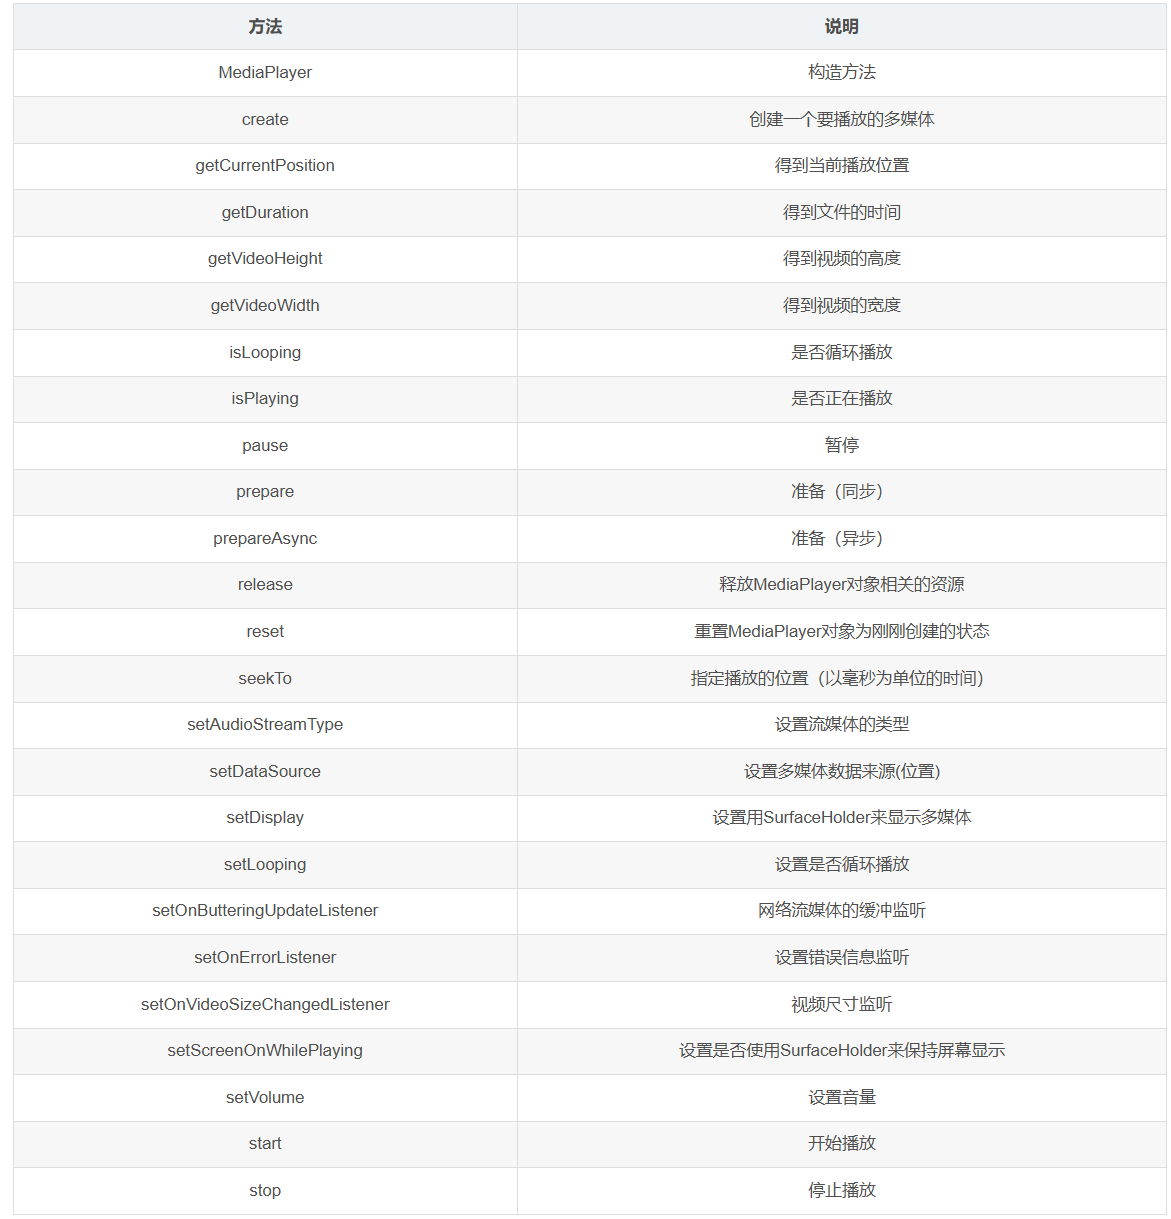 方法 说明
MediaPlayer 构造方法
create 创建一个要播放的多媒体
getCurrentPosition 得到当前播放位置
getDuration 得到文件的时间
getVideoHeight 得到视频的高度
getVideoWidth 得到视频的宽度
isLooping 是否循环播放
isPlaying 是否正在播放
pause 暂停
prepare 准备（同步）
prepareAsync 准备（异步）
release 释放MediaPlayer对象相关的资源
reset 重置MediaPlayer对象为刚刚创建的状态
seekTo 指定播放的位置（以毫秒为单位的时间）
setAudioStreamType 设置流媒体的类型
setDataSource 设置多媒体数据来源(位置)
setDisplay 设置用SurfaceHolder来显示多媒体
setLooping 设置是否循环播放
setOnButteringUpdateListener 网络流媒体的缓冲监听
setOnErrorListener 设置错误信息监听
setOnVideoSizeChangedListener 视频尺寸监听
setScreenOnWhilePlaying 设置是否使用SurfaceHolder来保持屏幕显示
setVolume 设置音量
start 开始播放
stop 停止播放